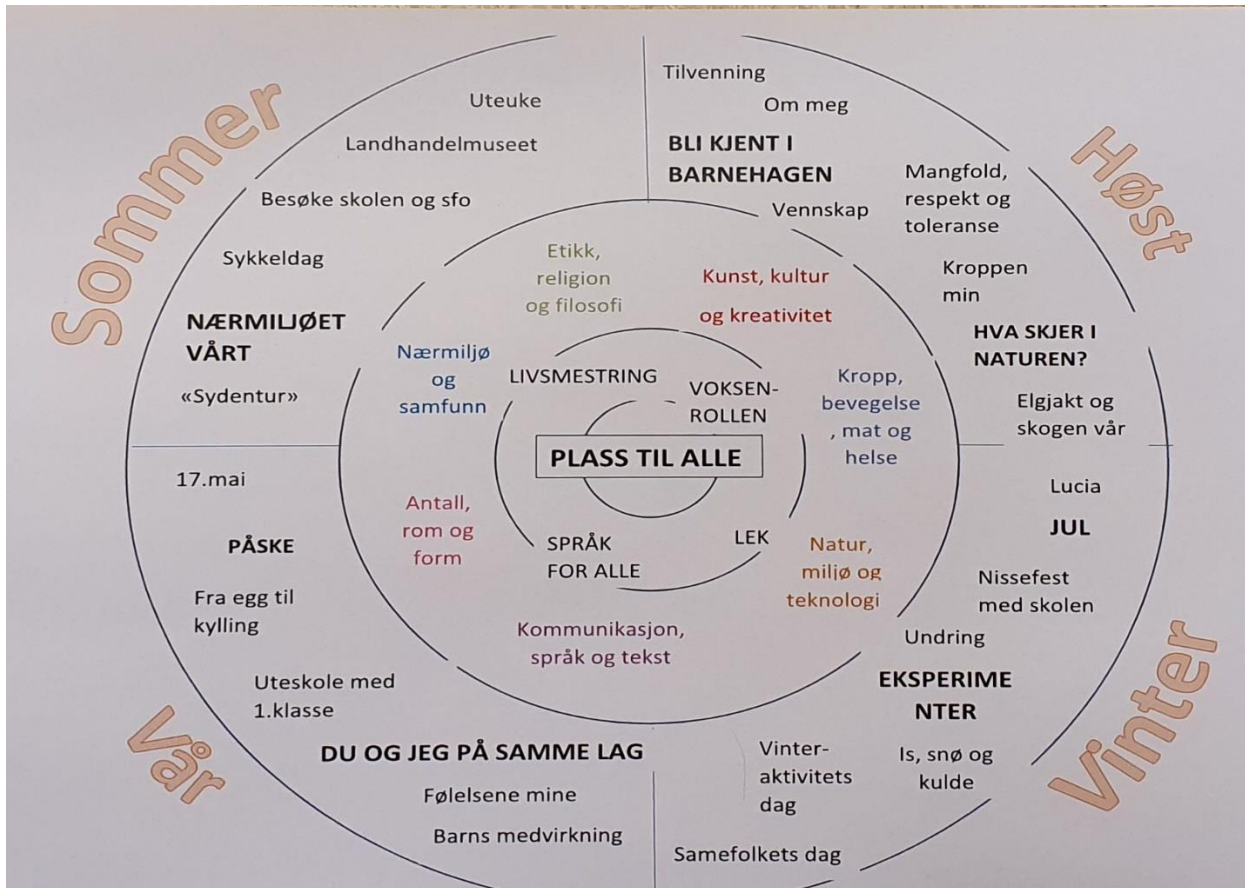 Sommer
Uteuke
Landhandelmuseet
Besøke skolen og sfo
Sykkeldag
NÆRMILJØET
VÅRT
«Sydentur»
Høst
Tilvenning
Om meg
BLI KJENT I
BARNEHAGEN
Vennskap
Mangfold,
respekt og
toleranse
Kroppen
min
HVA SKJER I
NATUREN?
Elgjakt og
skogen vår
Etikk,
religion
og filosofi
Kunst, kultur
og kreativitet
Nærmiljø
og
samfunn
Kropp,
bevegelse
, mat og
helse
LIVSMESTRING
VOKSEN-
ROLLEN
PLASS TIL ALLE
SPRÅK
FOR ALLE
LEK
Antall,
rom og
form
Natur,
miljø og
teknologi
Kommunikasjon,
språk og tekst
17.mai
PÅSKE
Fra egg til
kylling
Uteskole med
1.klasse
DU OG JEG PÅ SAMME LAG
Følelsene mine
Barns medvirkning
Vår
Lucia
JUL
Nissefest
med skolen
Undring
EKSPERIME
NTER
Is, snø og
kulde
Vinter-
aktivitets
dag
Samefolkets dag
Vinter